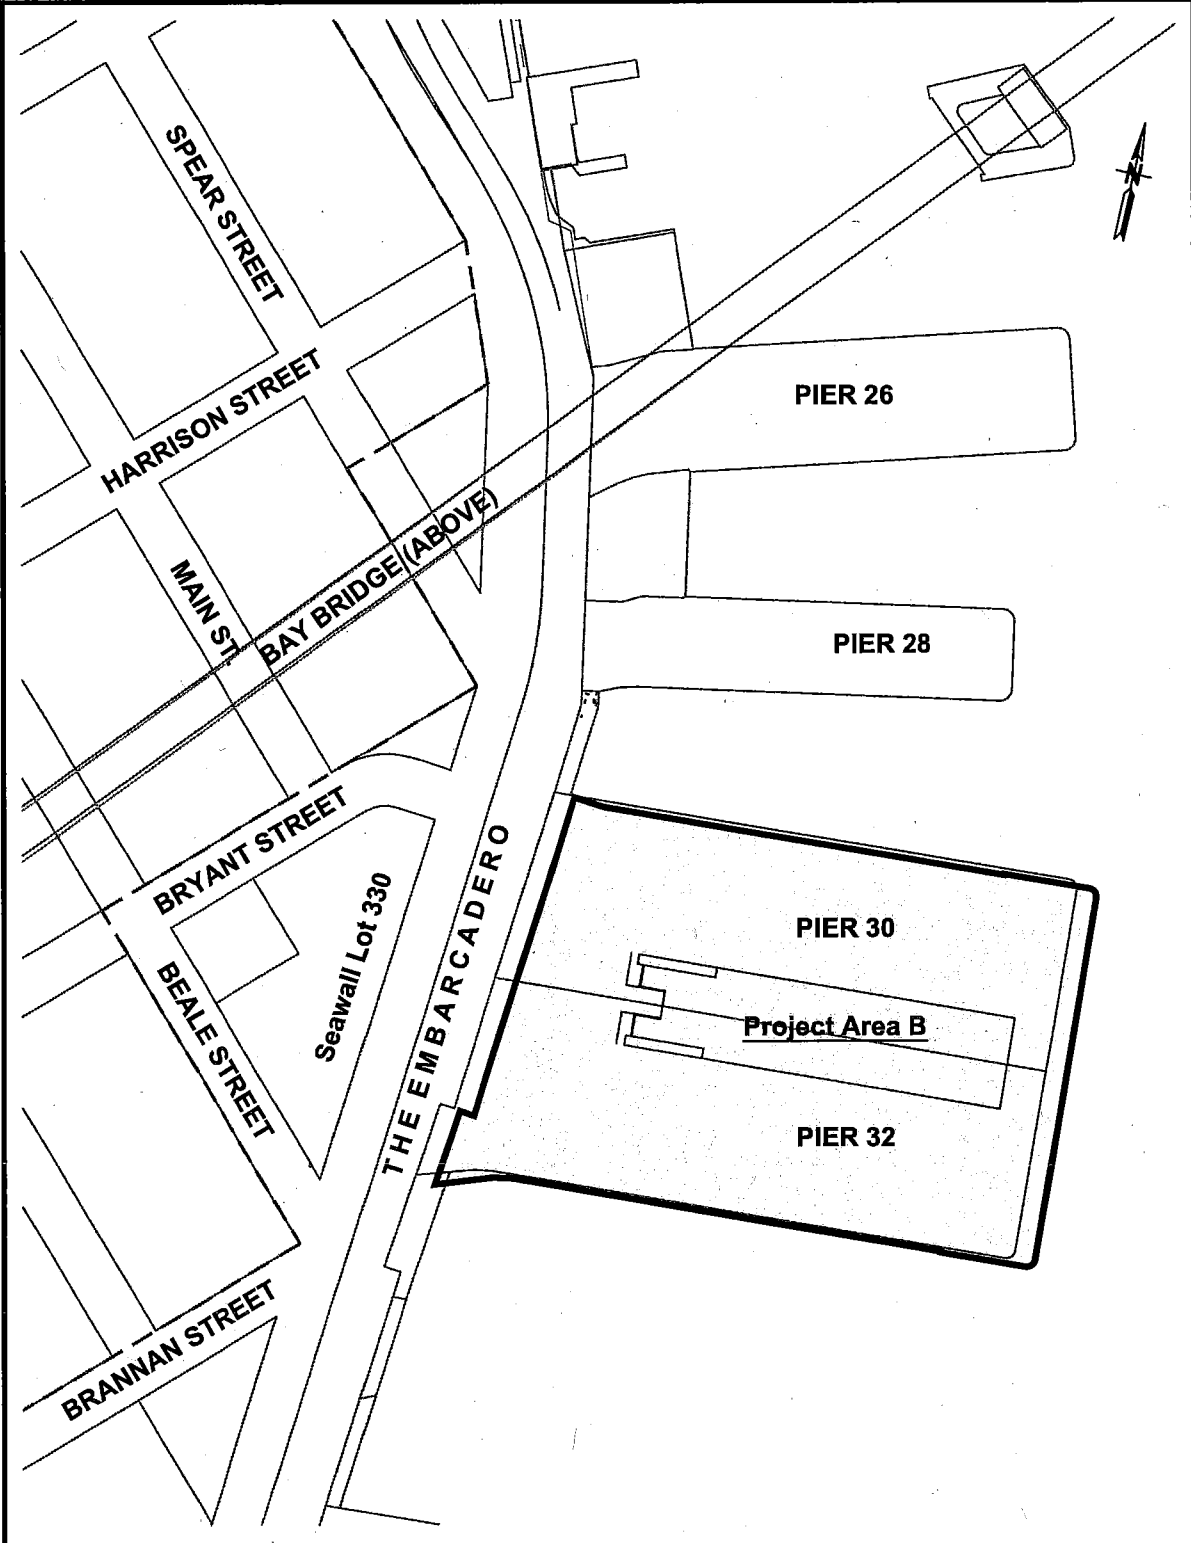 SPEAR STREET
N
HARRISON STREET
PIER 26
MAIN ST.
BAY BRIDGE (ABOVE)
PIER 28
BRYANT STREET
THE EMBARCADERO
Seawall Lot 330
PIER 30
BEALE STREET
Project Area B
PIER 32
BRANNAN STREET